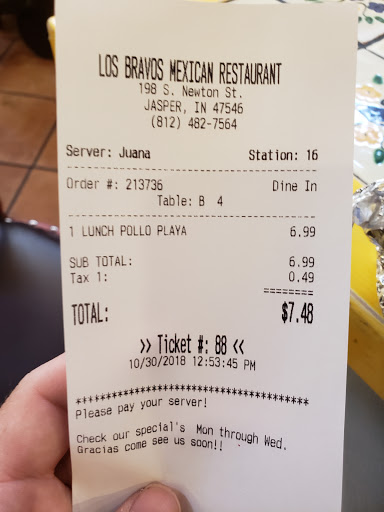 LOS BRAVOS MEXICAN RESTAURANT
198 S. Newton St.
JASPER, IN 47546
(812) 482-7564
Server: Juana Station: 16
Order #: 213736 Dine In
Table: B 4
1 LUNCH POLLO PLAYA 6.99
SUB TOTAL: 6.99
Tax 1: 0.49
========
TOTAL: $7.48
>> Ticket #: 88 <<
10/30/2018 12:53:45 PM
****************************************
Please pay your server!
Check our special's Mon through Wed.
Gracias come see us soon!!